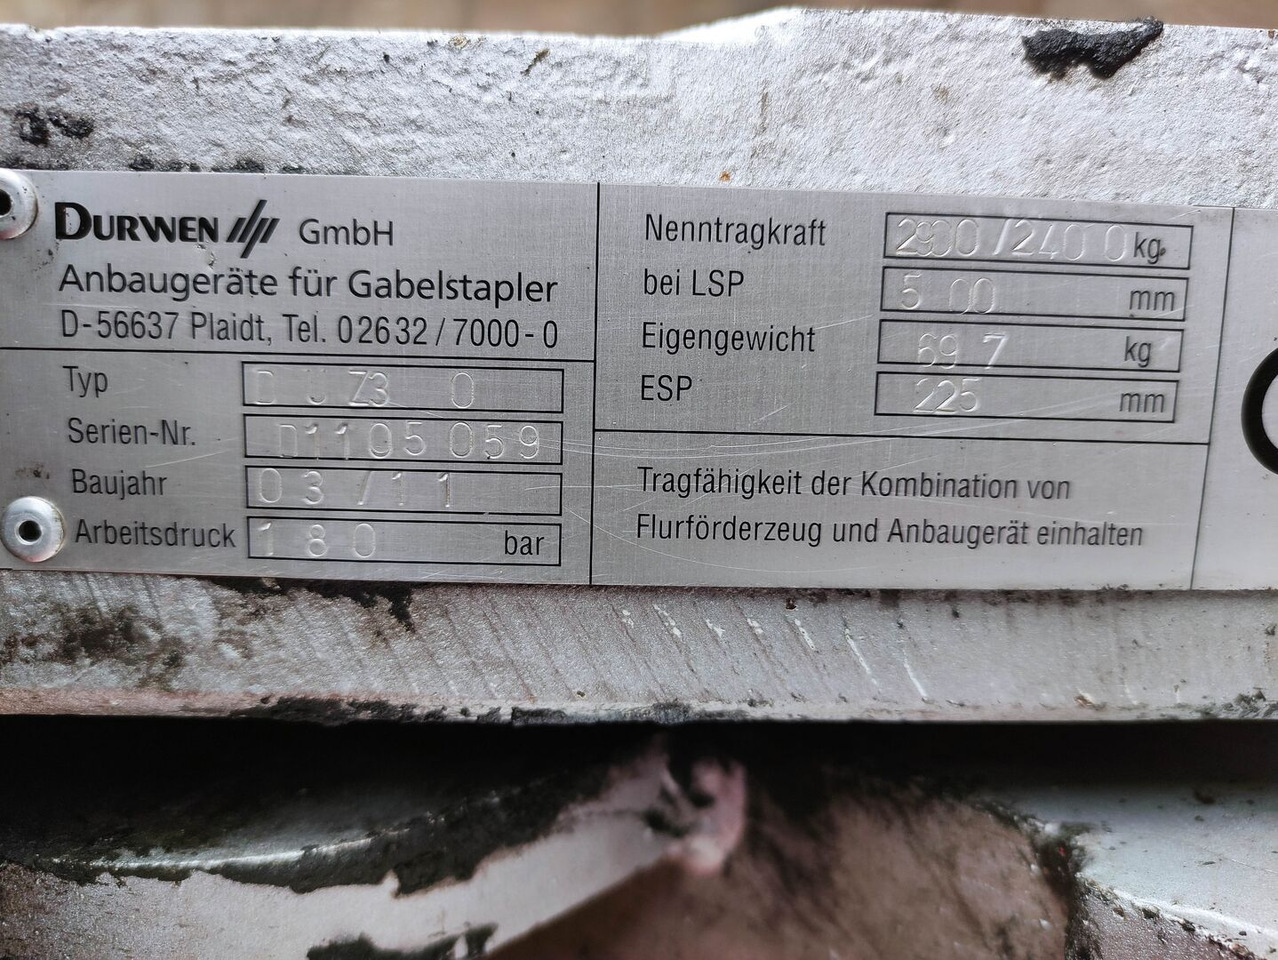 DURWEN GmbH
Anbaugeräte für Gabelstapler
D-56637 Plaidt, Tel. 02632/7000-0
Typ
Serien-Nr. D1105059
Baujahr 03/11
Arbeitsdruck 180 bar
Nenntragkraft 2900/2400 kg
bei LSP 500 mm
Eigengewicht 697 kg
ESP 225 mm
Tragfähigkeit der Kombination von
Flurförderzeug und Anbaugerät einhalten